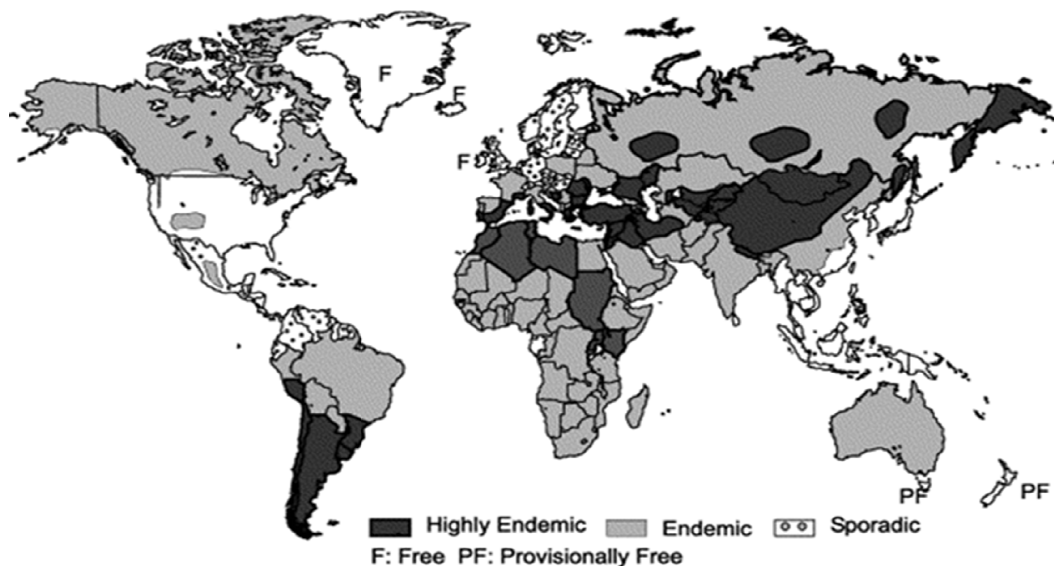 F
F
F
PF
PF
Highly Endemic
Endemic
Sporadic
F: Free PF: Provisionally Free